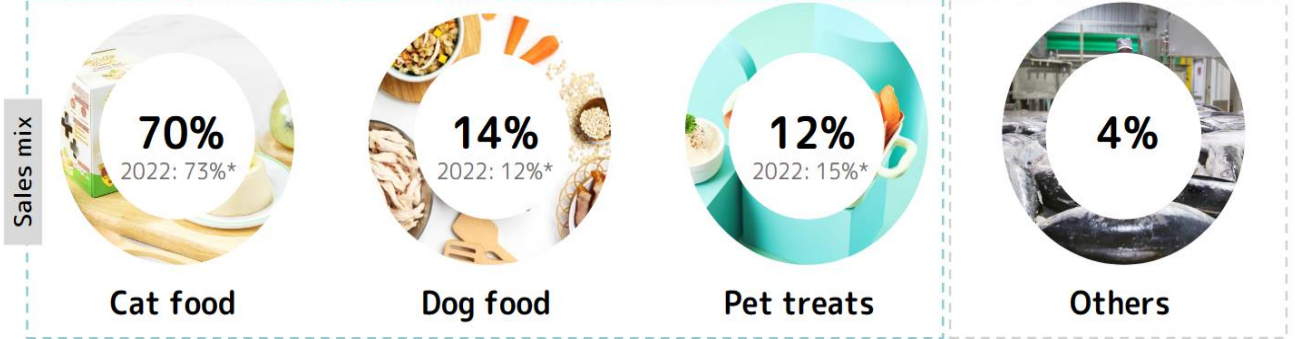 Sales mix
70%
2022: 73%*
14%
2022: 12%*
12%
2022: 15%*
4%
Cat food
Dog food
Pet treats
Others